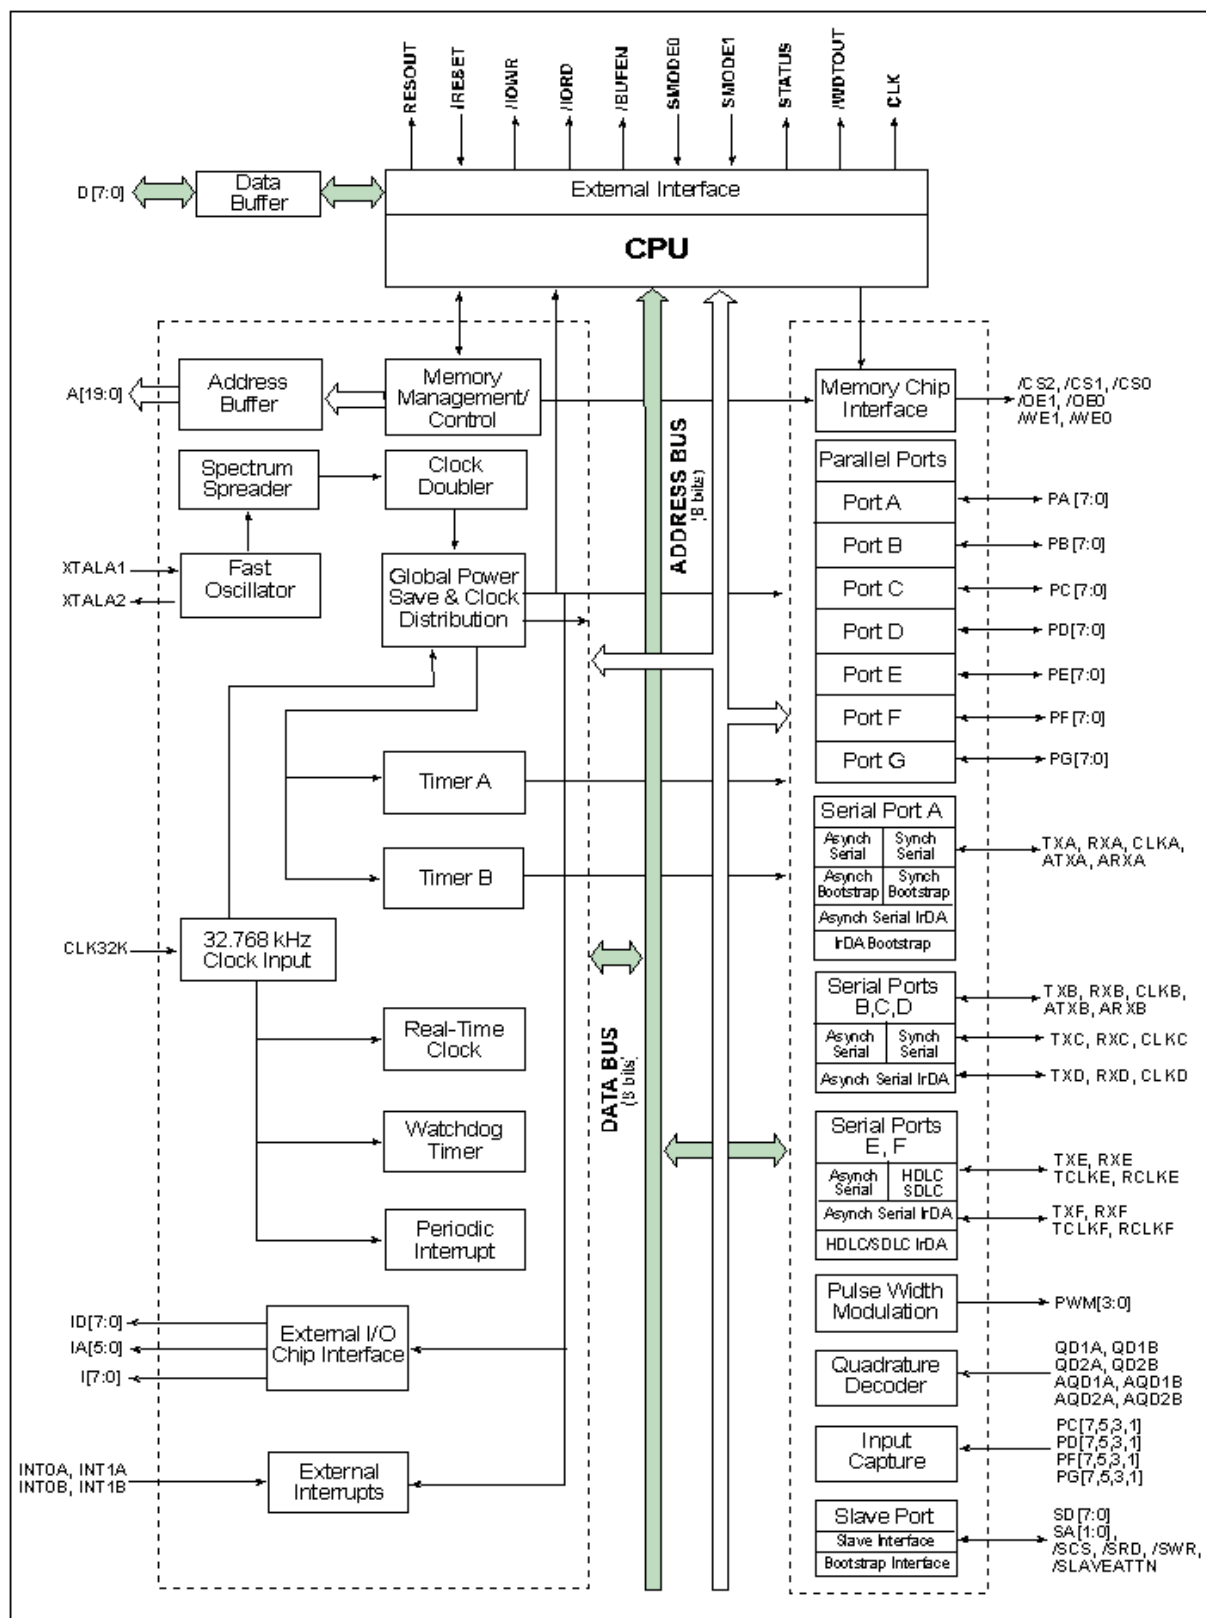 RESOUT
/RESET
/IOWR
/IORD
/BUFEN
SMODE0
SMODE1
STATUS
/WDTOUT
CLK
D[7:0]
Data
Buffer
External Interface
CPU
A[19:0]
Address
Buffer
Memory
Management/
Control
Memory Chip
Interface
/CS2, /CS1, /CS0
/OE1, /OE0
/WE1, /WE0
Spectrum
Spreader
Clock
Doubler
ADDRESS BUS
(8 bits)
Parallel Ports
Port A
PA[7:0]
Port B
PB[7:0]
XTALA1
XTALA2
Fast
Oscillator
Global Power
Save & Clock
Distribution
Port C
PC[7:0]
Port D
PD[7:0]
Port E
PE[7:0]
Port F
PF[7:0]
Port G
PG[7:0]
Timer A
Timer B
Serial Port A
Asynch
Serial
Synch
Serial
Asynch
Bootstrap
Synch
Bootstrap
Asynch Serial IrDA
IrDA Bootstrap
TXA, RXA, CLKA,
ATXA, ARXA
CLK32K
32.768 kHz
Clock Input
Serial Ports
B,C,D
Asynch
Serial
Synch
Serial
Asynch Serial IrDA
TXB, RXB, CLKB,
ATXB, ARXB
TXC, RXC, CLKC
TXD, RXD, CLKD
Real-Time
Clock
DATA BUS
(8 bits)
Watchdog
Timer
Serial Ports
E, F
Asynch
Serial
HDLC
SDLC
Asynch Serial IrDA
HDLC/SDLC IrDA
TXE, RXE
TCLKE, RCLKE
TXF, RXF
TCLKF, RCLKF
Periodic
Interrupt
Pulse Width
Modulation
PWM[3:0]
ID[7:0]
IA[5:0]
I[7:0]
External I/O
Chip Interface
Quadrature
Decoder
QD1A, QD1B
QD2A, QD2B
AQD1A, AQD1B
AQD2A, AQD2B
Input
Capture
PC[7,5,3,1]
PD[7,5,3,1]
PF[7,5,3,1]
PG[7,5,3,1]
INT0A, INT1A
INT0B, INT1B
External
Interrupts
Slave Port
Slave Interface
Bootstrap Interface
SD[7:0]
SA[1:0],
/SCS, /SRD, /SWR,
/SLAVEATTN